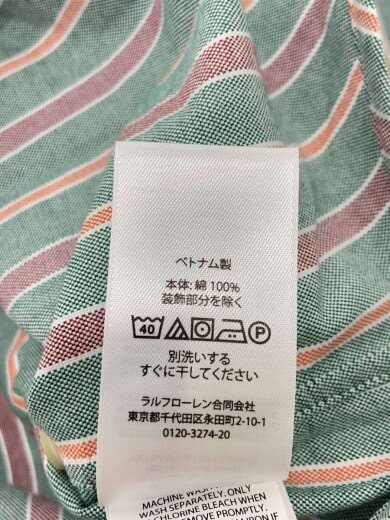 ベトナム製
本体: 綿 100%
装飾部分を除く
40 P
別洗いする
すぐに干してください
ラルフローレン合同会社
東京都千代田区永田町2-10-1
0120-3274-20
MACHINE WASH
WASH SEPARATELY. ONLY
CHLORINE BLEACH WHEN
REMOVE PROMPTLY.